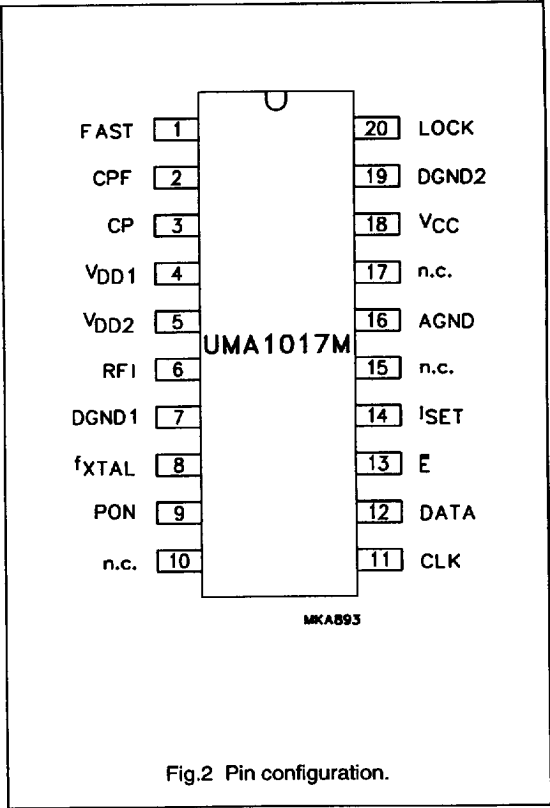 FAST 1 20 LOCK
CPF 2 19 DGND2
CP 3 18 VCC
VDD1 4 17 n.c.
VDD2 5 16 AGND
UMA1017M
RFI 6 15 n.c.
DGND1 7 14 ISET
fXTAL 8 13 E̅
PON 9 12 DATA
n.c. 10 11 CLK
MKA893
Fig.2 Pin configuration.